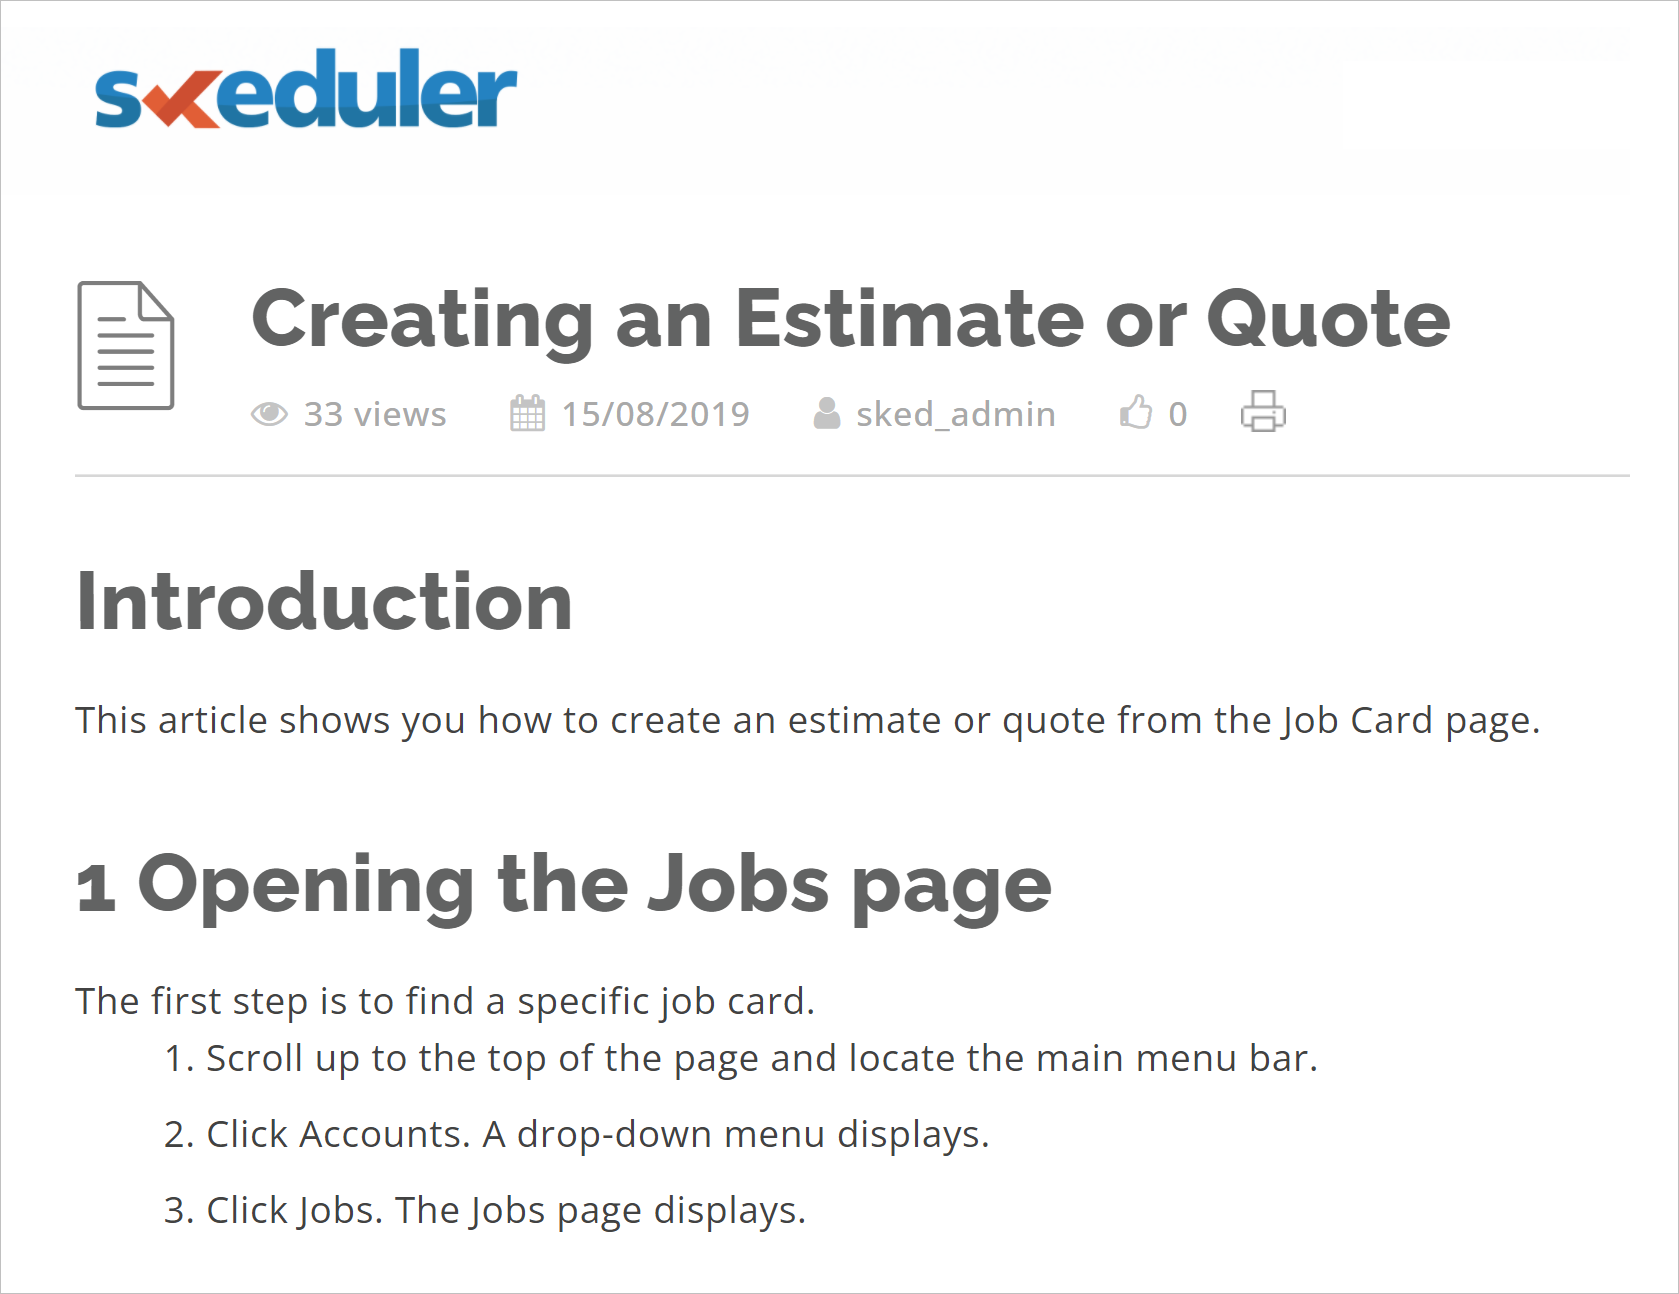 skeduler
Creating an Estimate or Quote
33 views 15/08/2019 sked_admin 0
Introduction
This article shows you how to create an estimate or quote from the Job Card page.
1 Opening the Jobs page
The first step is to find a specific job card.
1. Scroll up to the top of the page and locate the main menu bar.
2. Click Accounts. A drop-down menu displays.
3. Click Jobs. The Jobs page displays.